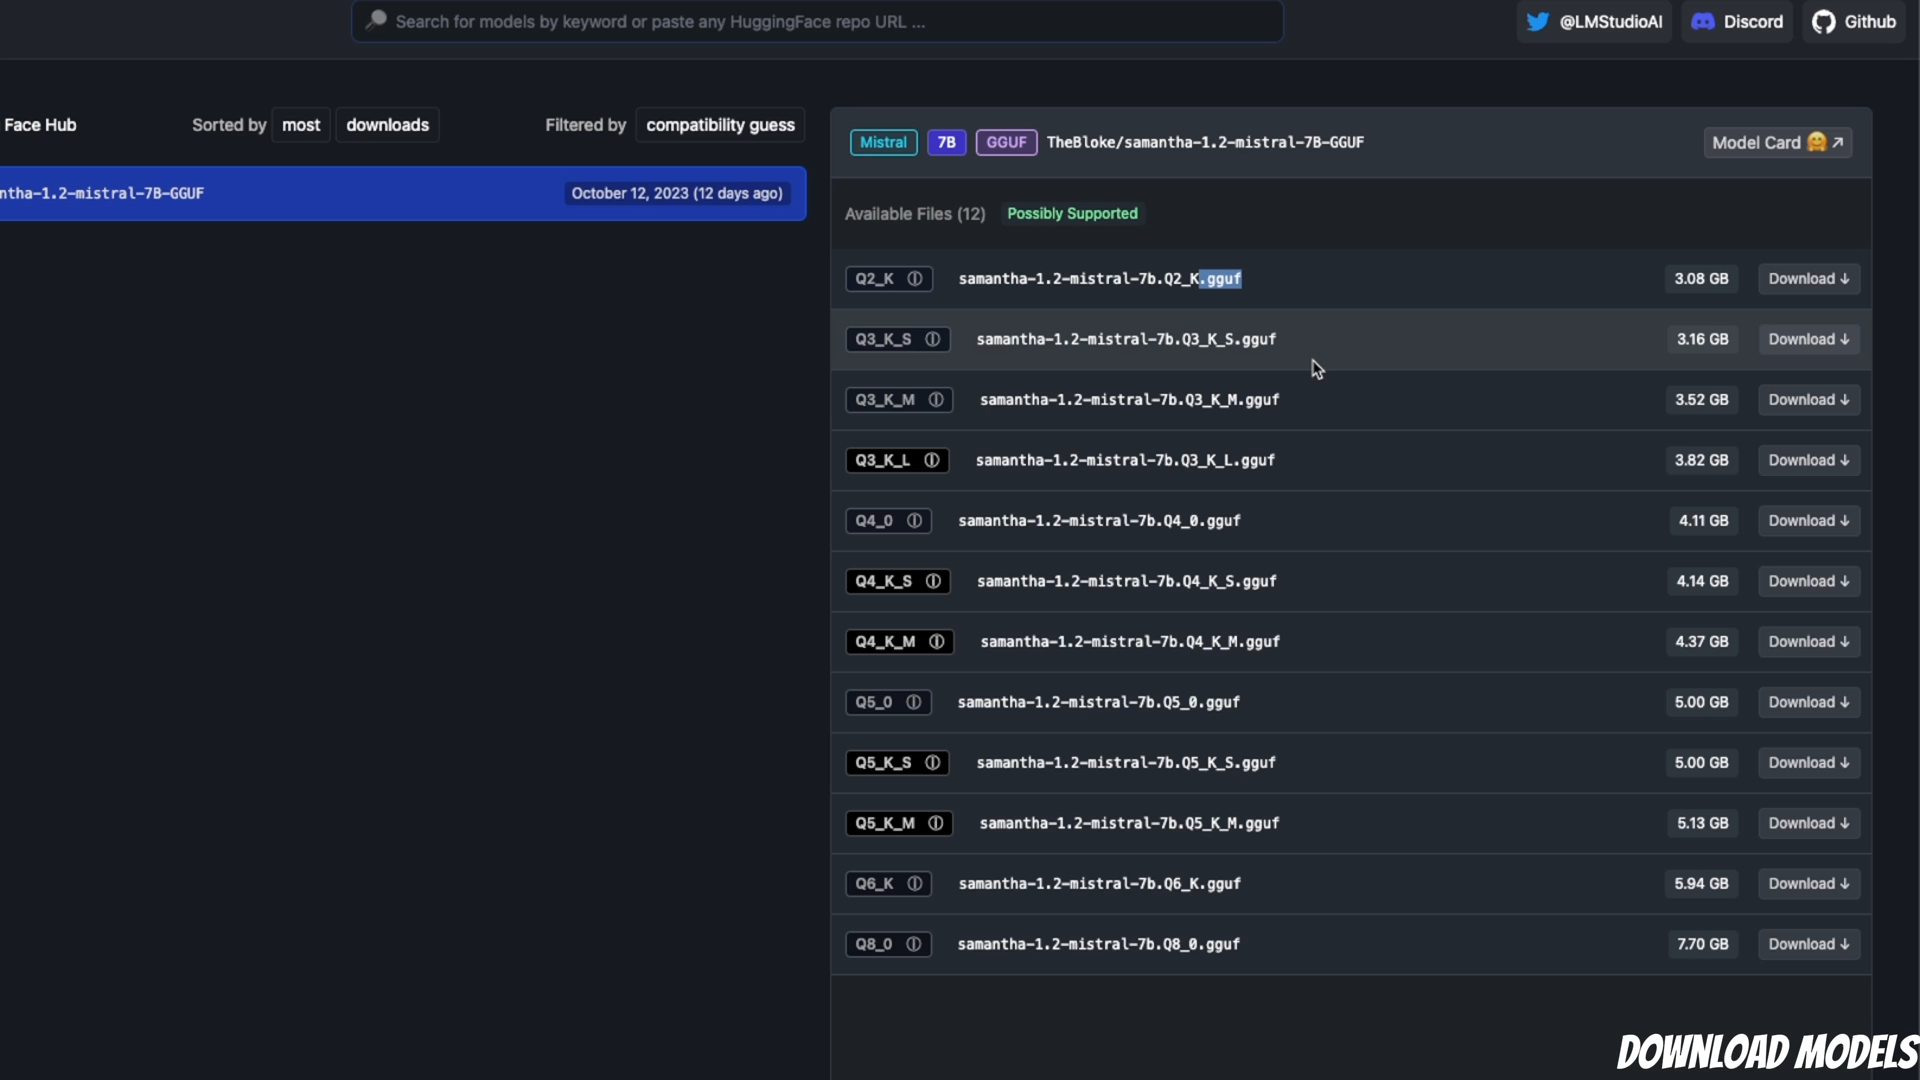 Search for models by keyword or paste any HuggingFace repo URL ...
@LMStudioAI
Discord
Github
Face Hub
Sorted by most downloads
Filtered by compatibility guess
ntha-1.2-mistral-7B-GGUF
October 12, 2023 (12 days ago)
Mistral 7B GGUF TheBloke/samantha-1.2-mistral-7B-GGUF
Model Card
Available Files (12) Possibly Supported
Q2_K samantha-1.2-mistral-7b.Q2_K.gguf 3.08 GB Download
Q3_K_S samantha-1.2-mistral-7b.Q3_K_S.gguf 3.16 GB Download
Q3_K_M samantha-1.2-mistral-7b.Q3_K_M.gguf 3.52 GB Download
Q3_K_L samantha-1.2-mistral-7b.Q3_K_L.gguf 3.82 GB Download
Q4_0 samantha-1.2-mistral-7b.Q4_0.gguf 4.11 GB Download
Q4_K_S samantha-1.2-mistral-7b.Q4_K_S.gguf 4.14 GB Download
Q4_K_M samantha-1.2-mistral-7b.Q4_K_M.gguf 4.37 GB Download
Q5_0 samantha-1.2-mistral-7b.Q5_0.gguf 5.00 GB Download
Q5_K_S samantha-1.2-mistral-7b.Q5_K_S.gguf 5.00 GB Download
Q5_K_M samantha-1.2-mistral-7b.Q5_K_M.gguf 5.13 GB Download
Q6_K samantha-1.2-mistral-7b.Q6_K.gguf 5.94 GB Download
Q8_0 samantha-1.2-mistral-7b.Q8_0.gguf 7.70 GB Download
DOWNLOAD MODELS